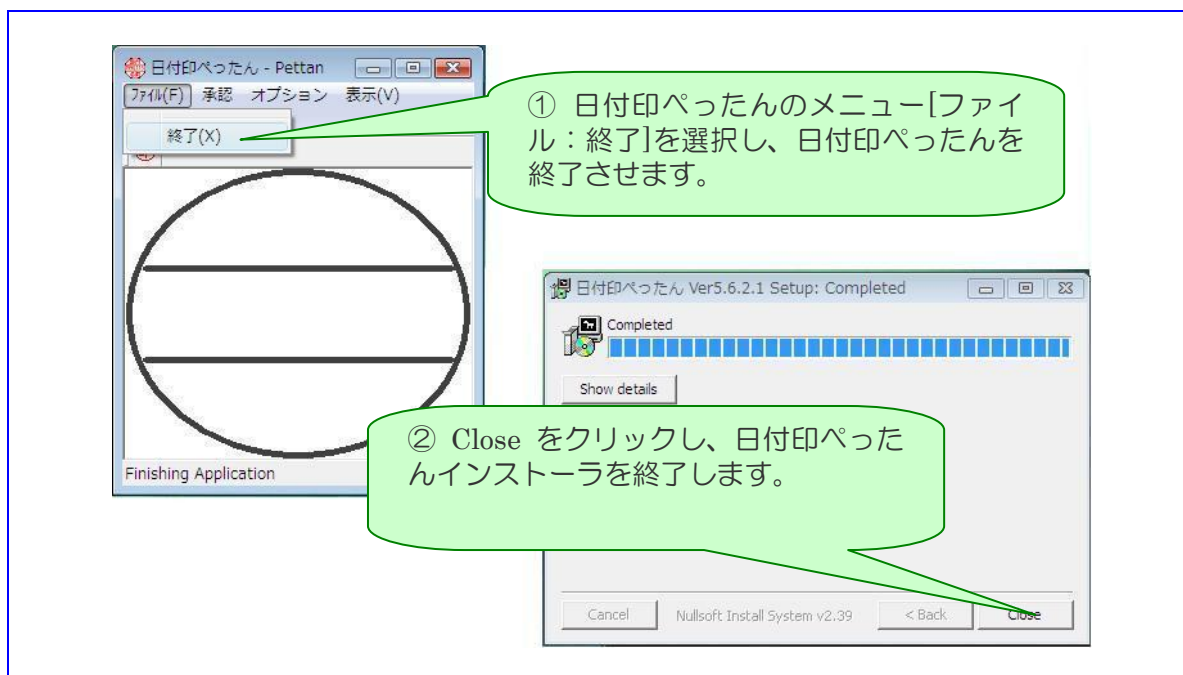 日付印ぺったん - Pettan
ファイル(F) 承認 オプション 表示(V)
終了(X)
① 日付印ぺったんのメニュー[ファイ
ル：終了]を選択し、日付印ぺったんを
終了させます。
Finishing Application
日付印ぺったん Ver5.6.2.1 Setup: Completed
Completed
Show details
② Close をクリックし、日付印ぺった
んインストーラを終了します。
Cancel Nullsoft Install System v2.39 < Back Close